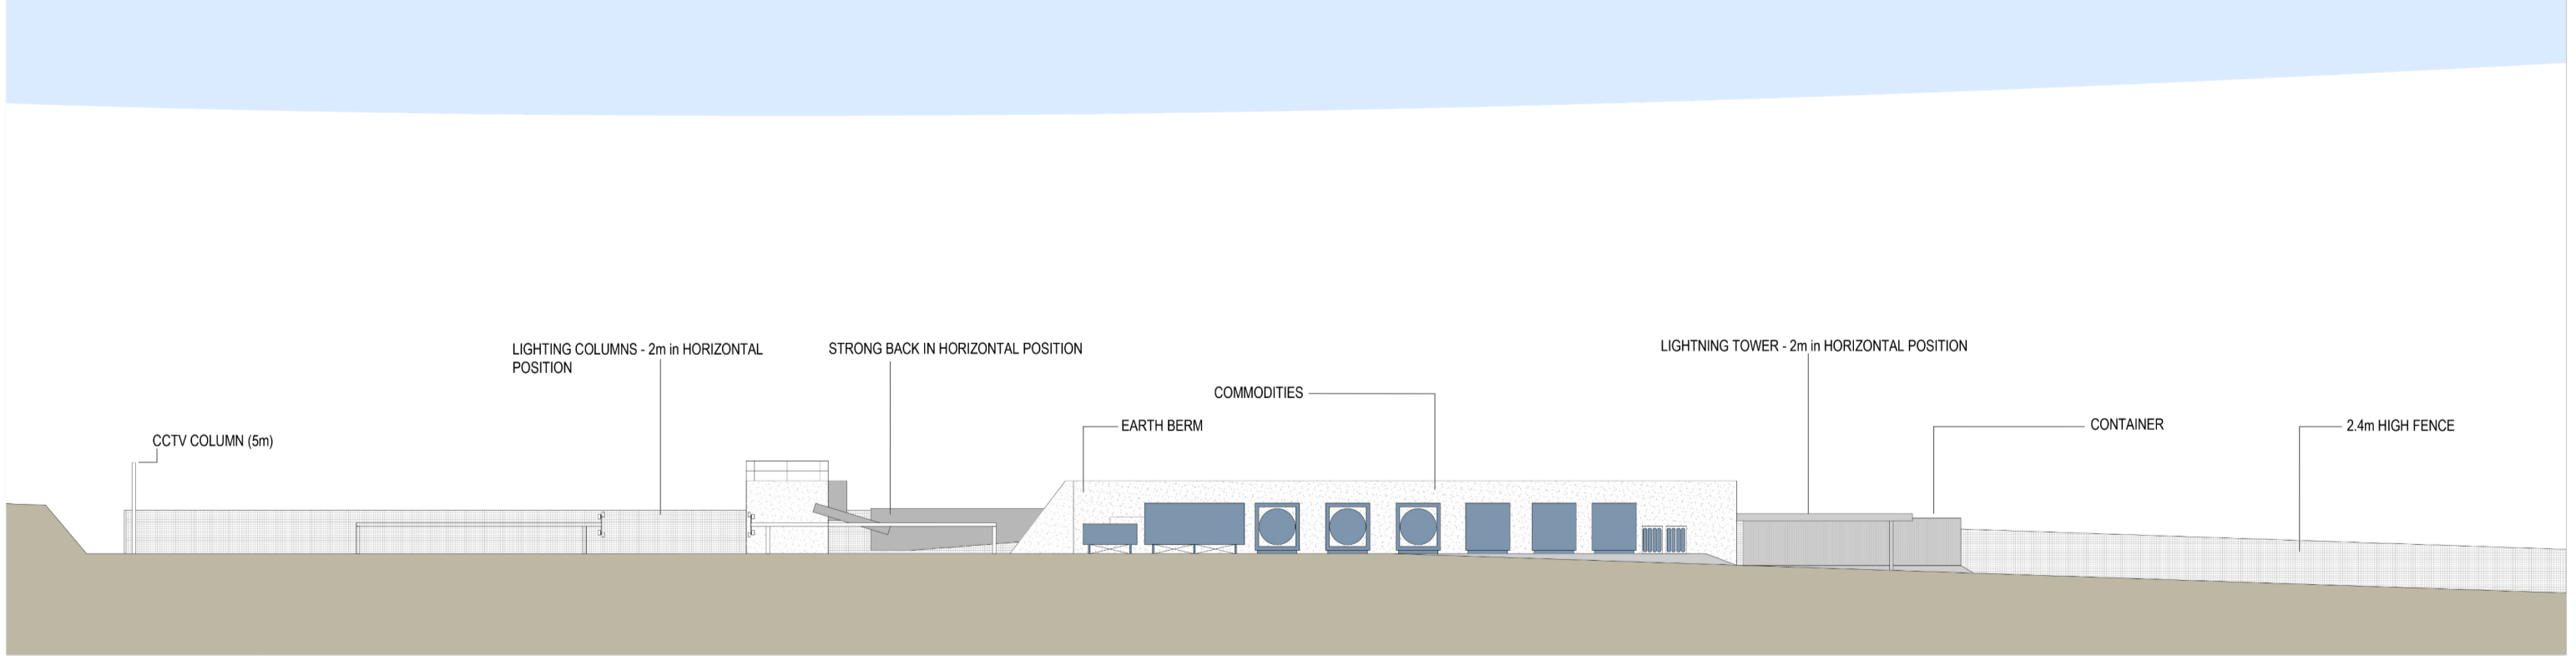 LIGHTING COLUMNS - 2m in HORIZONTAL
POSITION
STRONG BACK IN HORIZONTAL POSITION
LIGHTNING TOWER - 2m in HORIZONTAL POSITION
COMMODITIES
EARTH BERM
CONTAINER
2.4m HIGH FENCE
CCTV COLUMN (5m)